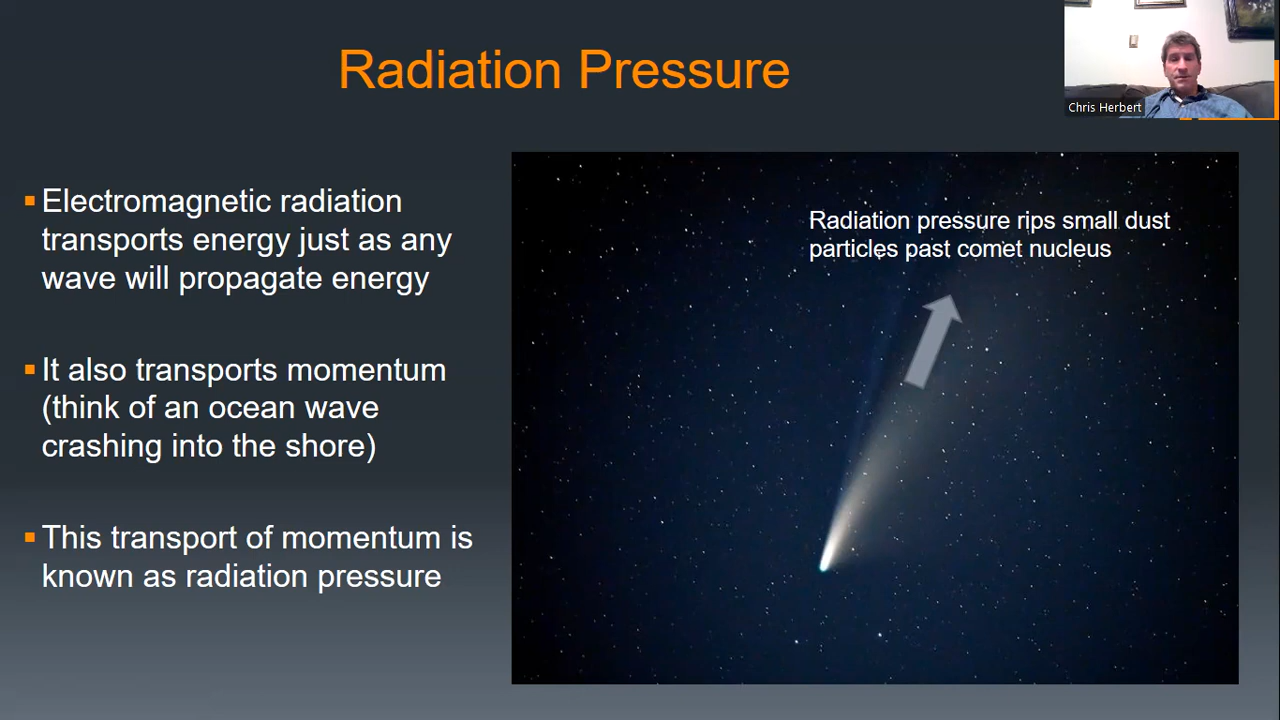 Radiation Pressure
Chris Herbert
Electromagnetic radiation
transports energy just as any
wave will propagate energy
It also transports momentum
(think of an ocean wave
crashing into the shore)
This transport of momentum is
known as radiation pressure
Radiation pressure rips small dust
particles past comet nucleus